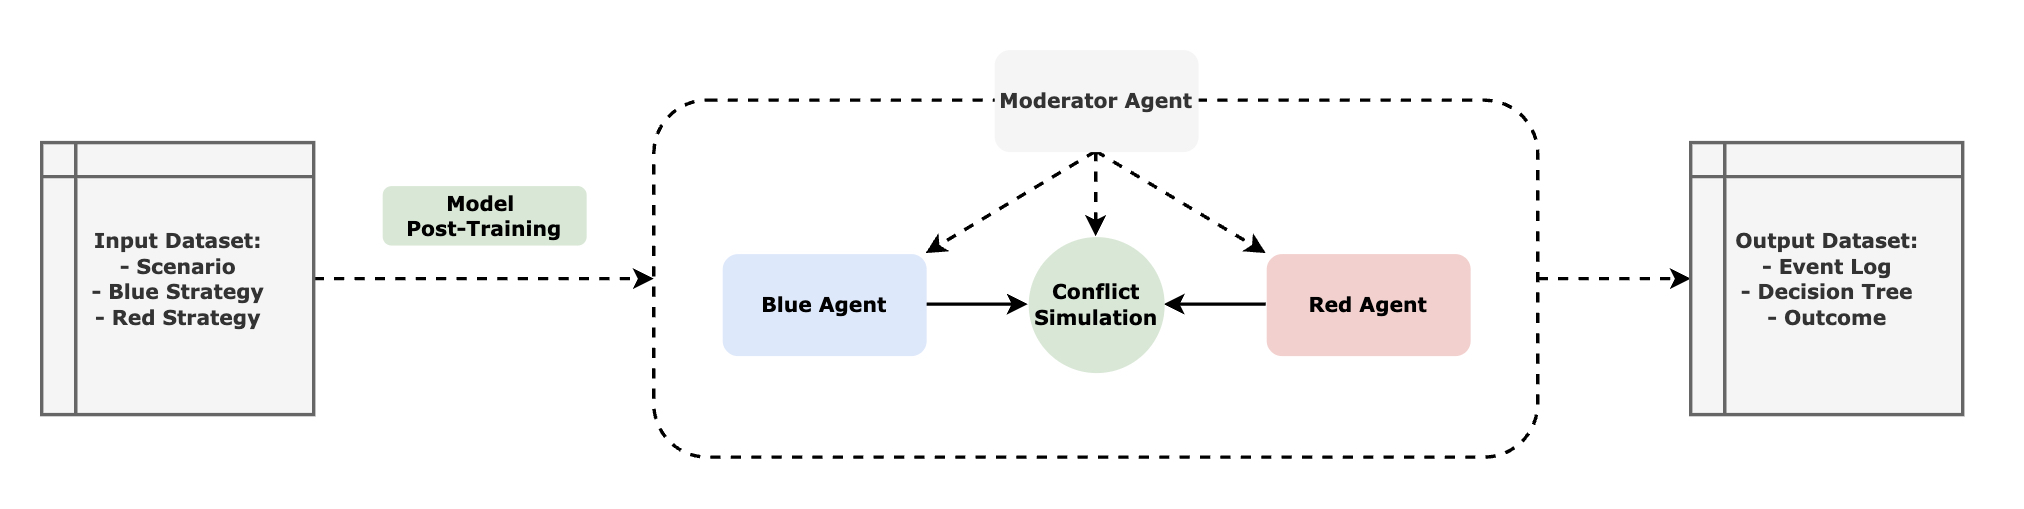 Moderator Agent
Input Dataset:
- Scenario
- Blue Strategy
- Red Strategy
Model
Post-Training
Blue Agent
Conflict
Simulation
Red Agent
Output Dataset:
- Event Log
- Decision Tree
- Outcome